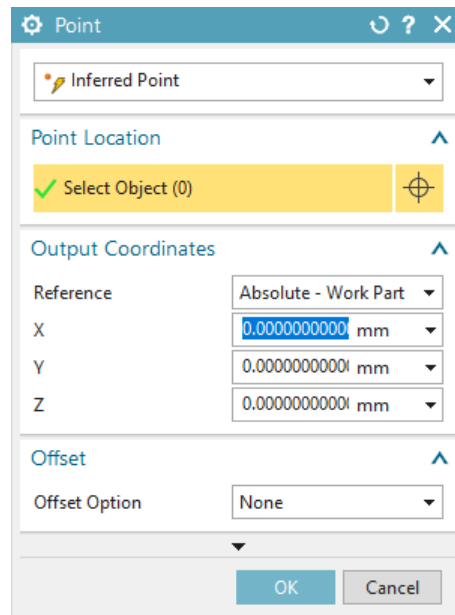 Point ?
Inferred Point
Point Location
Select Object (0)
Output Coordinates
Reference Absolute - Work Part
X 0.0000000000 mm
Y 0.0000000000 mm
Z 0.0000000000 mm
Offset
Offset Option None
OK Cancel